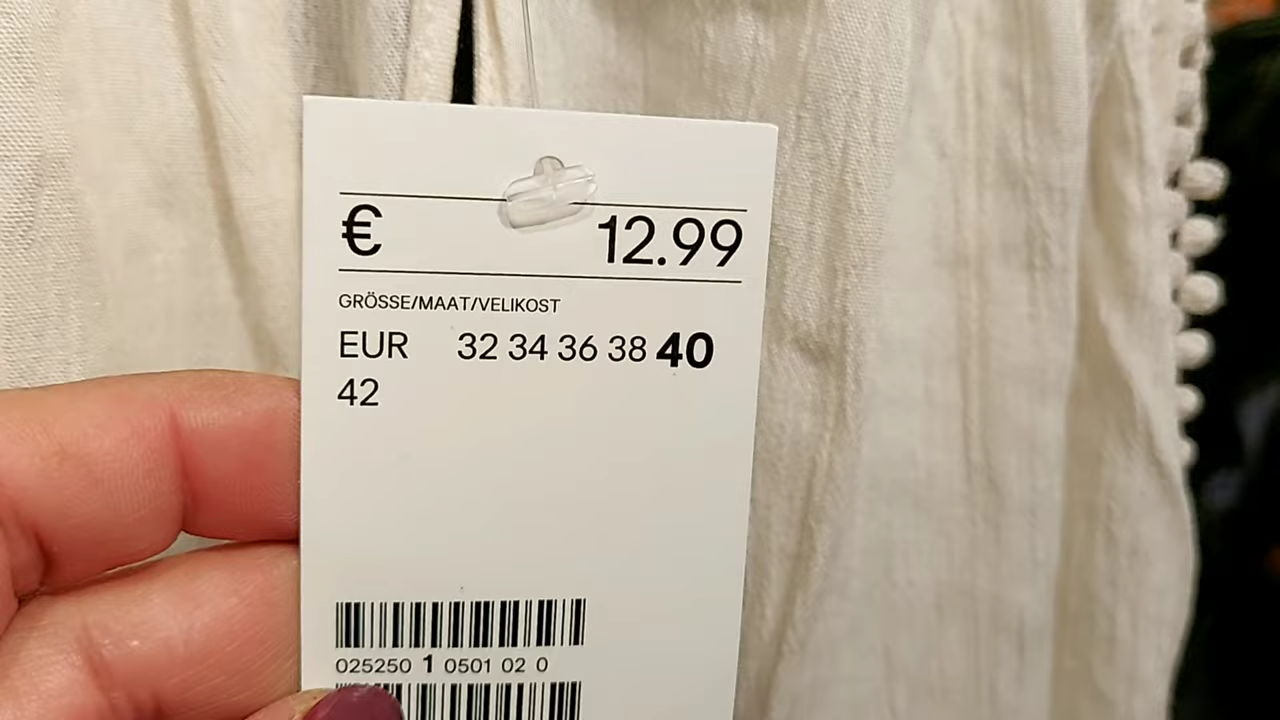 € 12.99
GRÖSSE/MAAT/VELIKOST
EUR 32 34 36 38 40
42
025250 1 0501 02 0